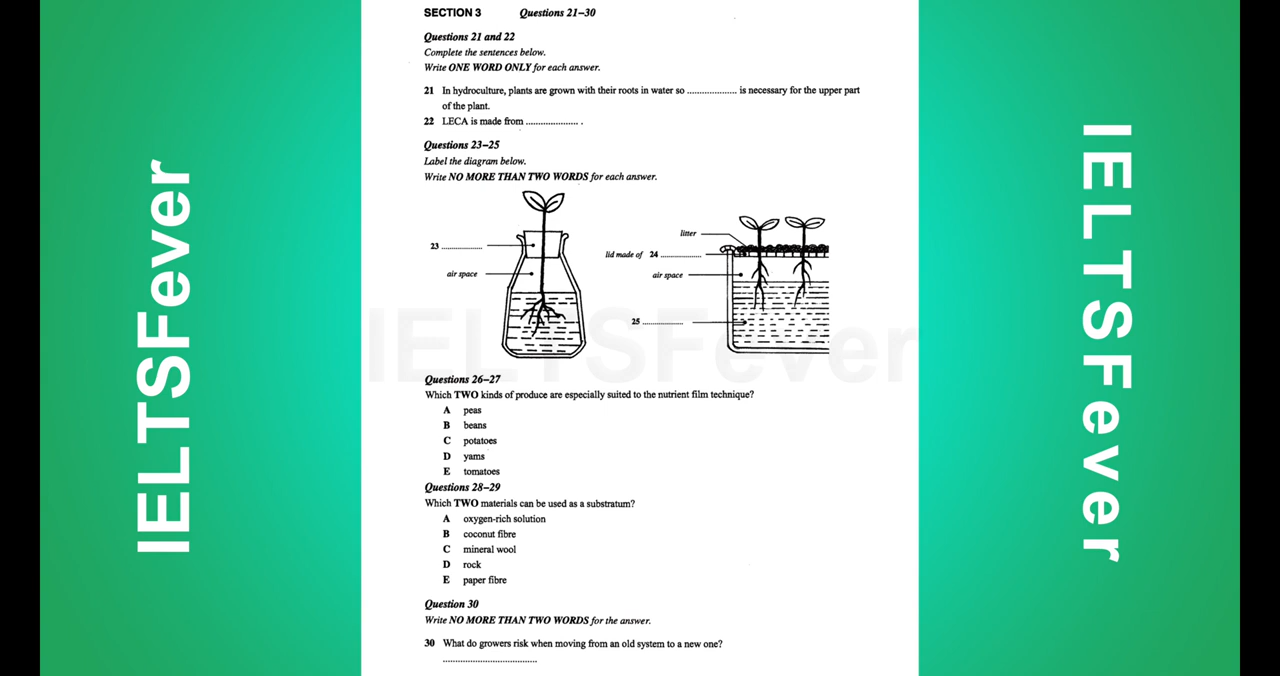 IELTSFever
SECTION 3 Questions 21–30
Questions 21 and 22
Complete the sentences below.
Write ONE WORD ONLY for each answer.
21 In hydroculture, plants are grown with their roots in water so .................... is necessary for the upper part
of the plant.
22 LECA is made from ..................... .
Questions 23–25
Label the diagram below.
Write NO MORE THAN TWO WORDS for each answer.
23 ..................
air space
litter
lid made of 24 ..................
air space
25 ..................
IELTSFever
Questions 26–27
Which TWO kinds of produce are especially suited to the nutrient film technique?
A peas
B beans
C potatoes
D yams
E tomatoes
Questions 28–29
Which TWO materials can be used as a substratum?
A oxygen-rich solution
B coconut fibre
C mineral wool
D rock
E paper fibre
Question 30
Write NO MORE THAN TWO WORDS for the answer.
30 What do growers risk when moving from an old system to a new one?
......................................
IELTSFever